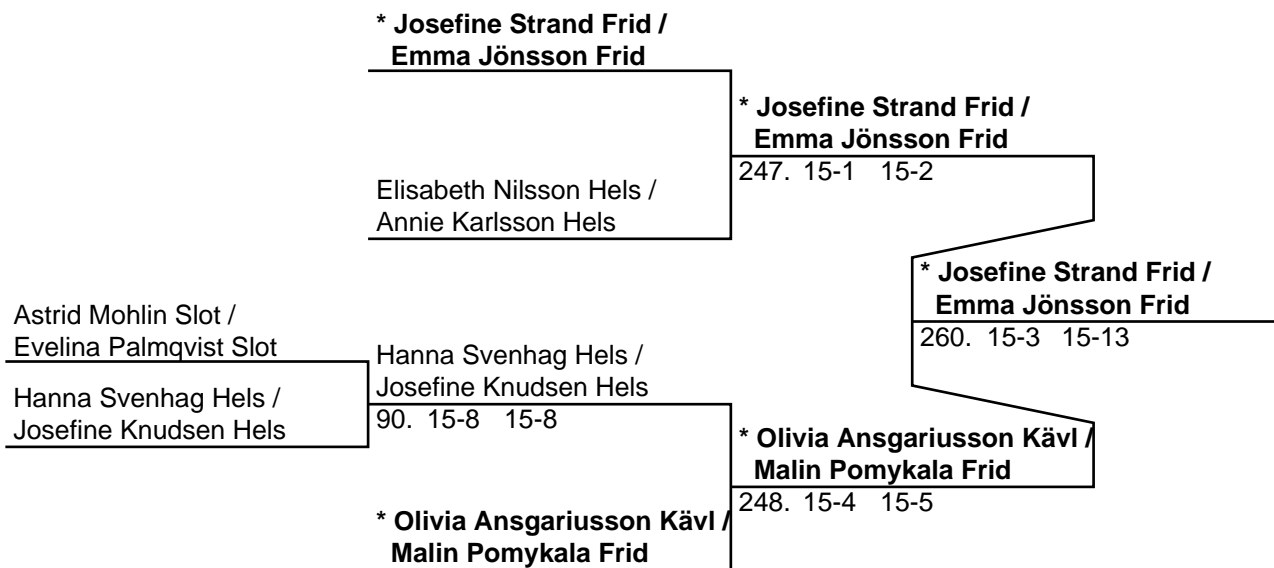 * Josefine Strand Frid /
Emma Jönsson Frid
* Josefine Strand Frid /
Emma Jönsson Frid
247. 15-1 15-2
Elisabeth Nilsson Hels /
Annie Karlsson Hels
* Josefine Strand Frid /
Emma Jönsson Frid
260. 15-3 15-13
Astrid Mohlin Slot /
Evelina Palmqvist Slot
Hanna Svenhag Hels /
Josefine Knudsen Hels
90. 15-8 15-8
Hanna Svenhag Hels /
Josefine Knudsen Hels
* Olivia Ansgariusson Kävl /
Malin Pomykala Frid
248. 15-4 15-5
* Olivia Ansgariusson Kävl /
Malin Pomykala Frid